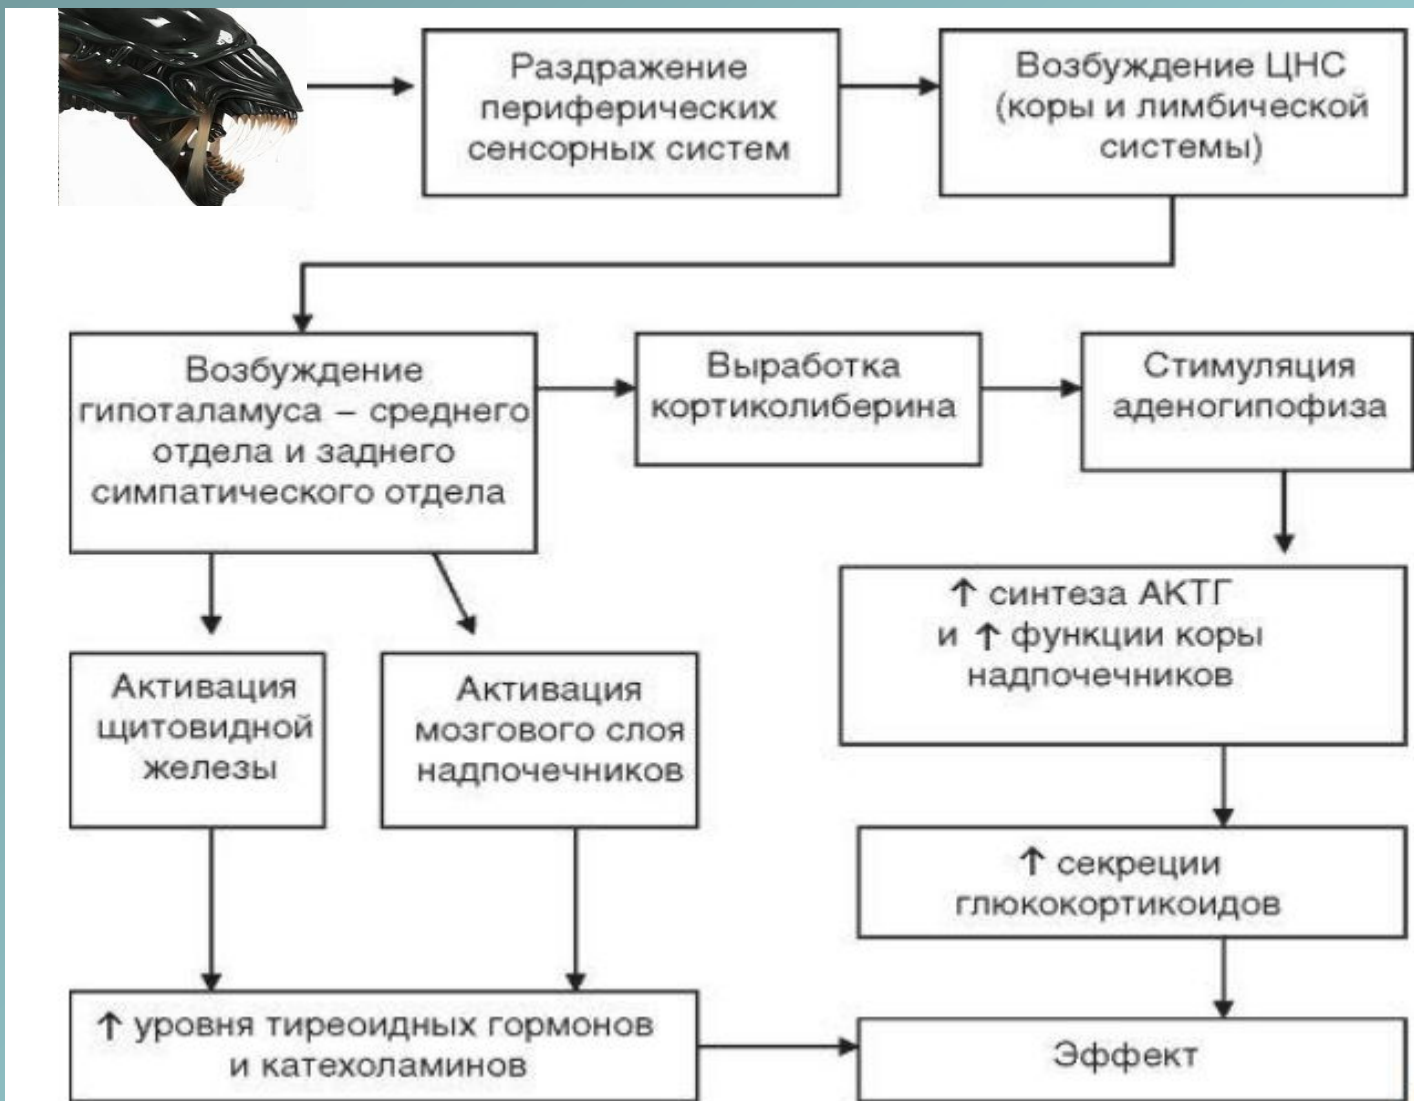 Раздражение
периферических
сенсорных систем
Возбуждение ЦНС
(коры и лимбической
системы)
Возбуждение
гипоталамуса – среднего
отдела и заднего
симпатического отдела
Выработка
кортиколиберина
Стимуляция
аденогипофиза
Активация
щитовидной
железы
Активация
мозгового слоя
надпочечников
↑ синтеза АКТГ
и ↑ функции коры
надпочечников
↑ секреции
глюкокортикоидов
↑ уровня тиреоидных гормонов
и катехоламинов
Эффект